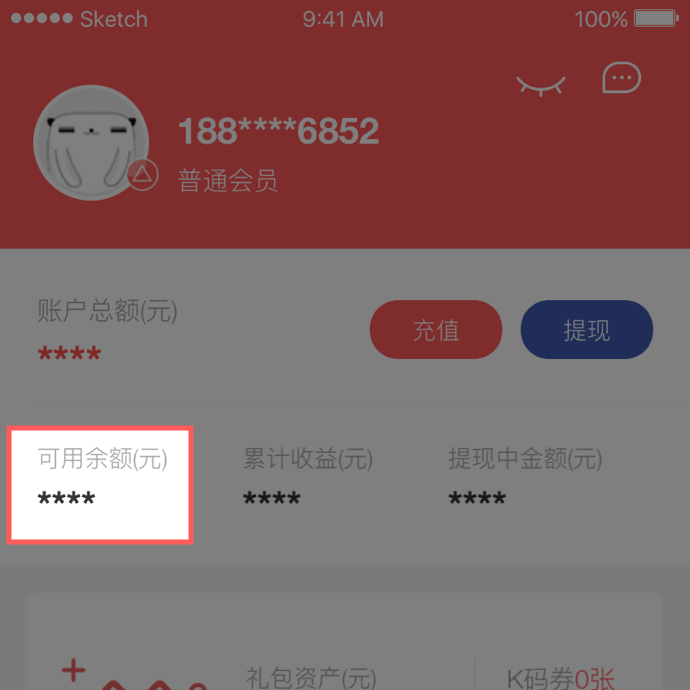 Sketch 9:41 AM 100%
188****6852
普通会员
账户总额(元)
****
充值 提现
可用余额(元) 累计收益(元) 提现中金额(元)
**** **** ****
礼包资产(元) K码券0张